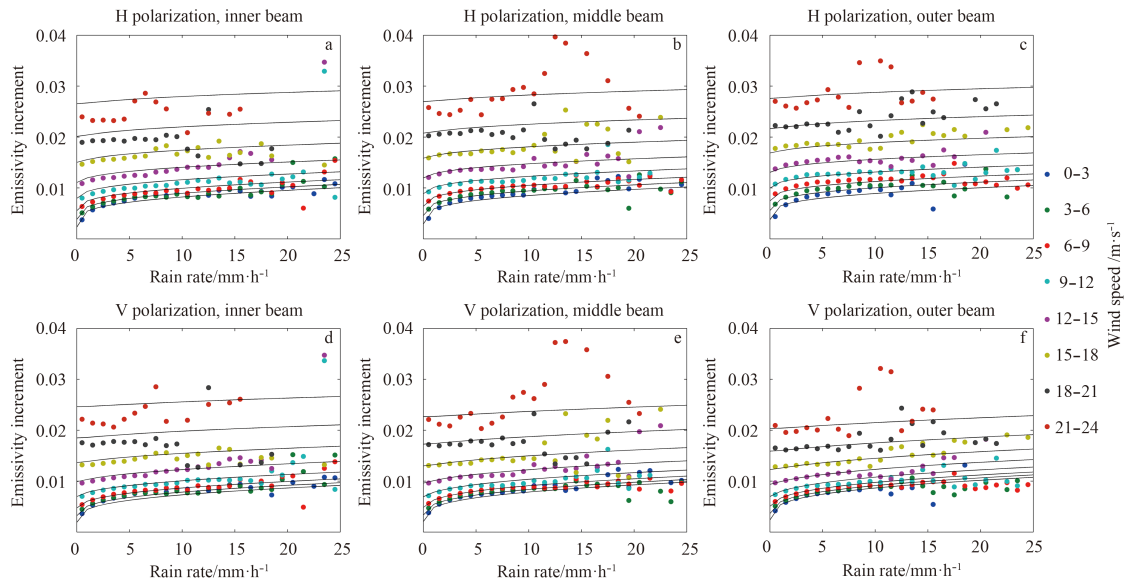 H polarization, inner beam
H polarization, middle beam
H polarization, outer beam
0.04
0.03
0.02
0.01
Emissivity increment
a
0 5 10 15 20 25
Rain rate/mm·h⁻¹
0.04
0.03
0.02
0.01
Emissivity increment
b
0 5 10 15 20 25
Rain rate/mm·h⁻¹
0.04
0.03
0.02
0.01
Emissivity increment
c
0 5 10 15 20 25
Rain rate/mm·h⁻¹
V polarization, inner beam
V polarization, middle beam
V polarization, outer beam
0.04
0.03
0.02
0.01
Emissivity increment
d
0 5 10 15 20 25
Rain rate/mm·h⁻¹
0.04
0.03
0.02
0.01
Emissivity increment
e
0 5 10 15 20 25
Rain rate/mm·h⁻¹
0.04
0.03
0.02
0.01
Emissivity increment
f
0 5 10 15 20 25
Rain rate/mm·h⁻¹
0–3
3–6
6–9
9–12
12–15
15–18
18–21
21–24
Wind speed /m·s⁻¹